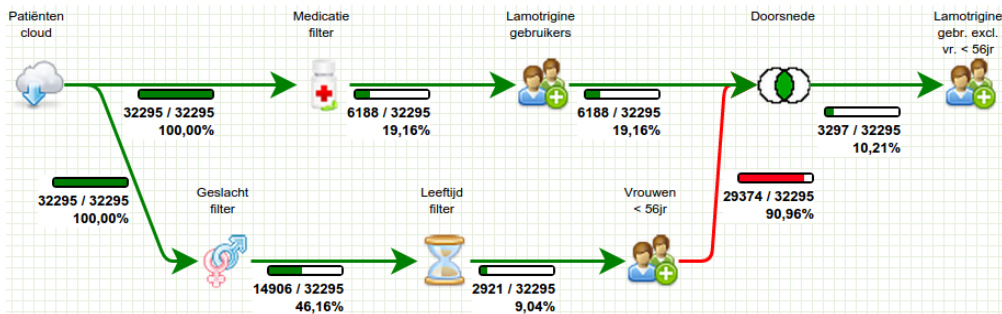 Patiënten
cloud
Medicatie
filter
Lamotrigine
gebruikers
Doorsnede
Lamotrigine
gebr. excl.
vr. < 56jr
32295 / 32295
100,00%
6188 / 32295
19,16%
6188 / 32295
19,16%
3297 / 32295
10,21%
32295 / 32295
100,00%
Geslacht
filter
Leeftijd
filter
Vrouwen
< 56jr
29374 / 32295
90,96%
14906 / 32295
46,16%
2921 / 32295
9,04%